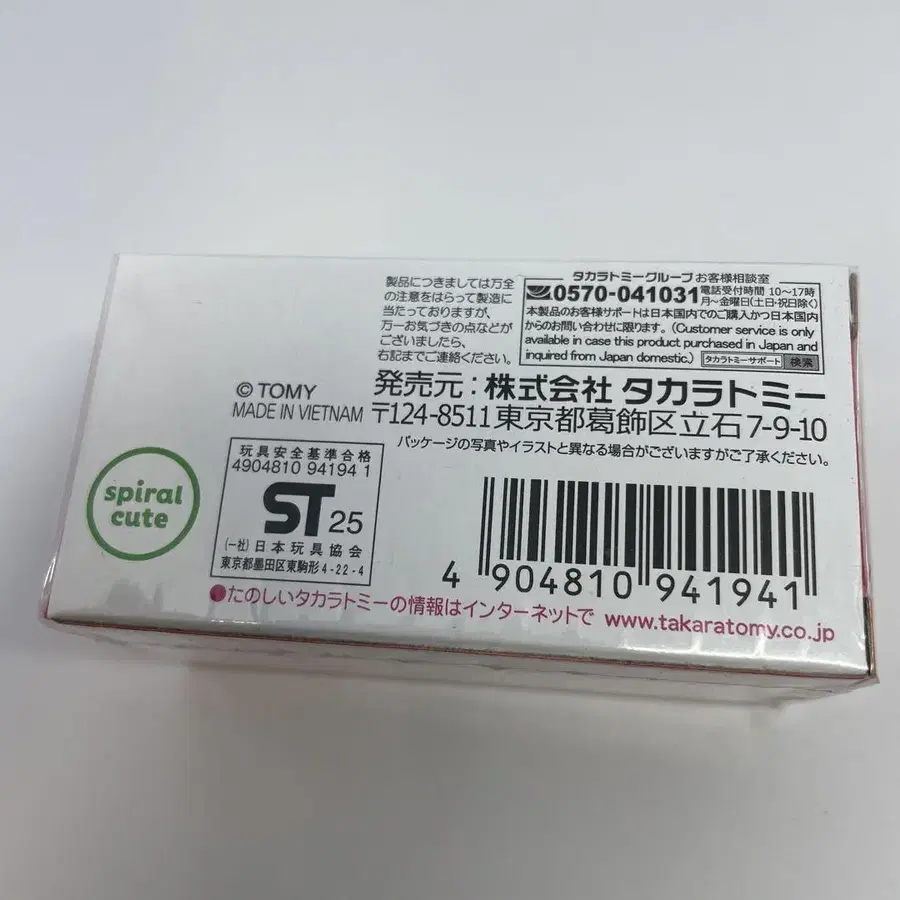 製品につきましては万全
の注意をはらって製造に
当たっておりますが、
万一お気づきの点などが
ございましたら、
右記までご連絡ください。
タカラトミーグループ お客様相談室
0570-041031 電話受付時間 10～17時
月～金曜日(土日・祝日除く)
本製品のお客様サポートは日本国内でのご購入かつ日本国内
からのお問い合わせに限ります。(Customer service is only
available in case this product purchased in Japan and
inquired from Japan domestic.) タカラトミーサポート 検索
© TOMY
MADE IN VIETNAM
発売元：株式会社 タカラトミー
〒124-8511 東京都葛飾区立石7-9-10
パッケージの写真やイラストと異なる場合がございますがご了承ください。
spiral
cute
玩具安全基準合格
4904810 94194 1
ST 25
(一社)日本玩具協会
東京都墨田区東駒形4-22-4
4 904810 941941
●たのしいタカラトミーの情報はインターネットで www.takaratomy.co.jp